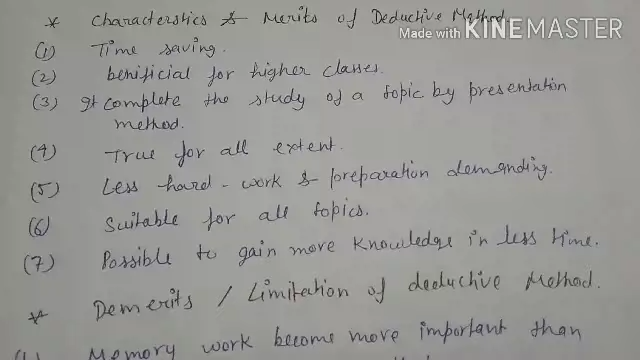 * Characterstics & Merits of Deductive Method
Made with KINEMASTER
(1) Time saving.
(2) benificial for higher classes.
(3) It complete the study of a topic by presentation
method.
(4) True for all extent.
(5) Less hard-work & preparation demanding.
(6) Suitable for all topics.
(7) Possible to gain more knowledge in less time.
* Demerits / Limitation of deductive Method.
Memory work become more important than